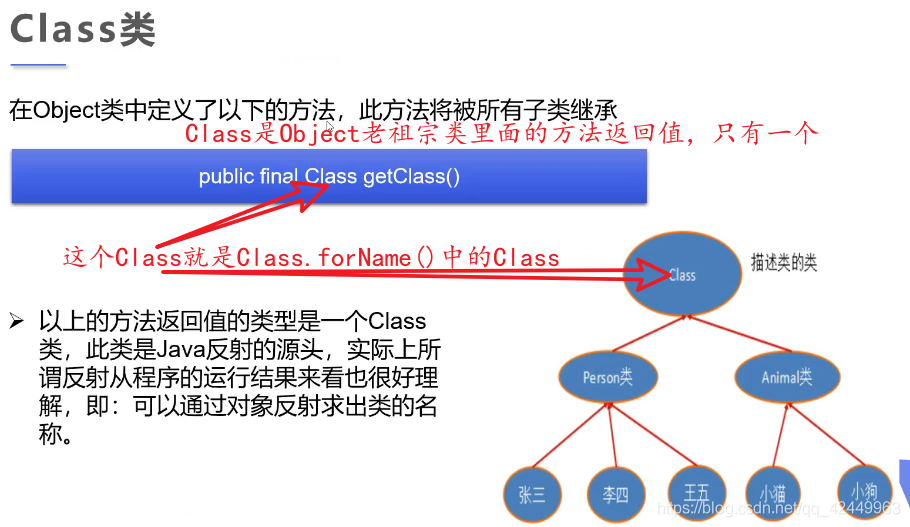 Class类
在Object类中定义了以下的方法，此方法将被所有子类继承
Class是Object老祖宗类里面的方法返回值，只有一个
public final Class getClass()
这个Class就是Class.forName()中的Class
Class
描述类的类
以上的方法返回值的类型是一个Class
类，此类是Java反射的源头，实际上所
谓反射从程序的运行结果来看也很好理
解，即：可以通过对象反射求出类的名
称。
Person类
Animal类
张三
李四
王五
小猫
小狗
https://blog.csdn.net/qq_42449963